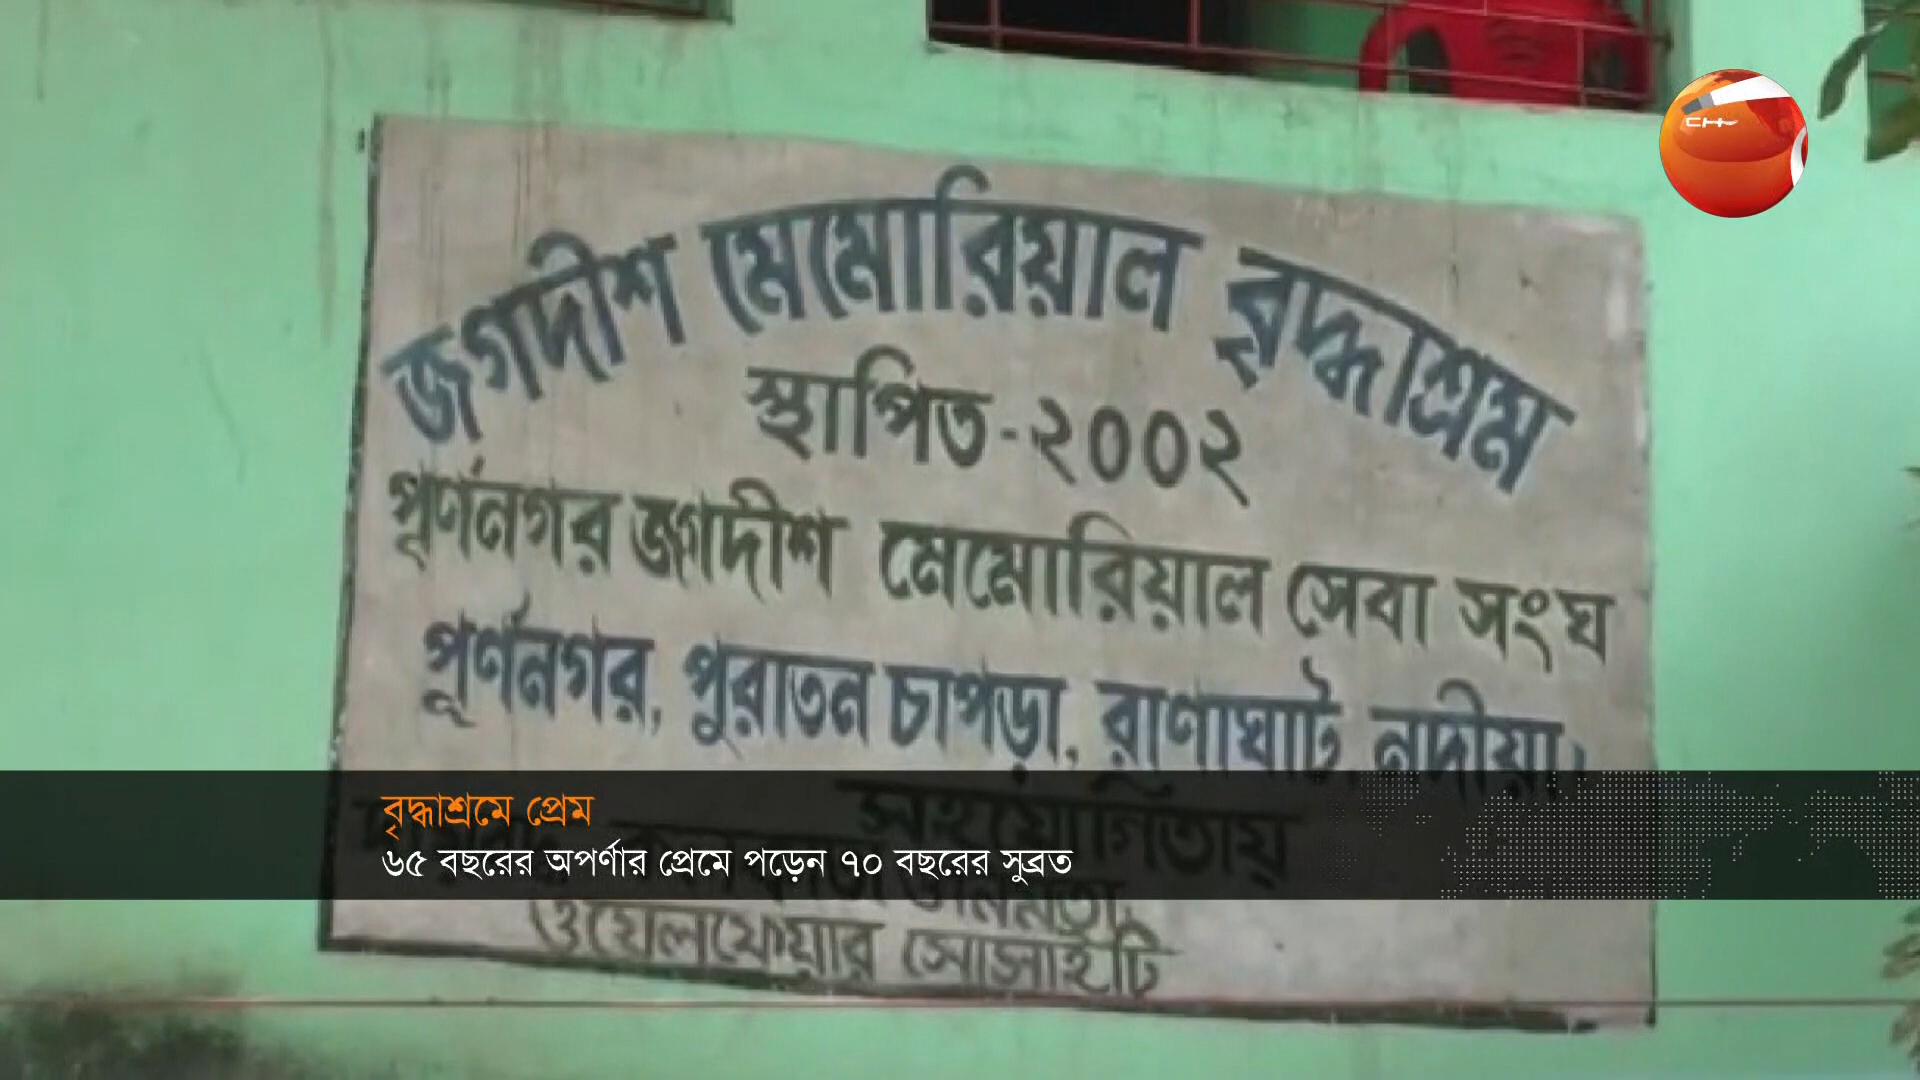 জগদীশ মেমোরিয়াল বৃদ্ধাশ্রম
স্থাপিত-২০০২
পূর্ণনগর জগদীশ মেমোরিয়াল সেবা সংঘ
পূর্ণনগর, পুরাতন চাপড়া, রাণাঘাট, নদীয়া।
সহযোগিতায়
ওয়েলফেয়ার সোসাইটি
বৃদ্ধাশ্রমে প্রেম
৬৫ বছরের অপর্ণার প্রেমে পড়েন ৭০ বছরের সুব্রত